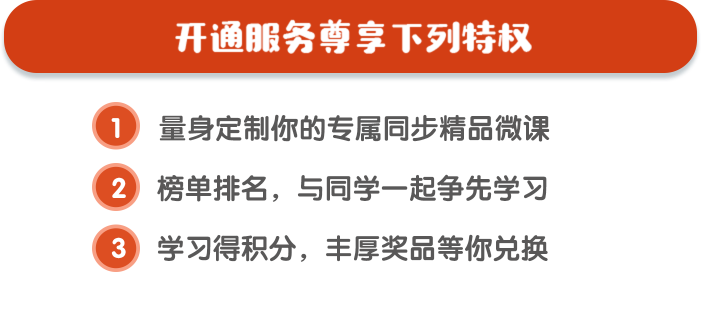 开通服务尊享下列特权
1 量身定制你的专属同步精品微课
2 榜单排名，与同学一起争先学习
3 学习得积分，丰厚奖品等你兑换